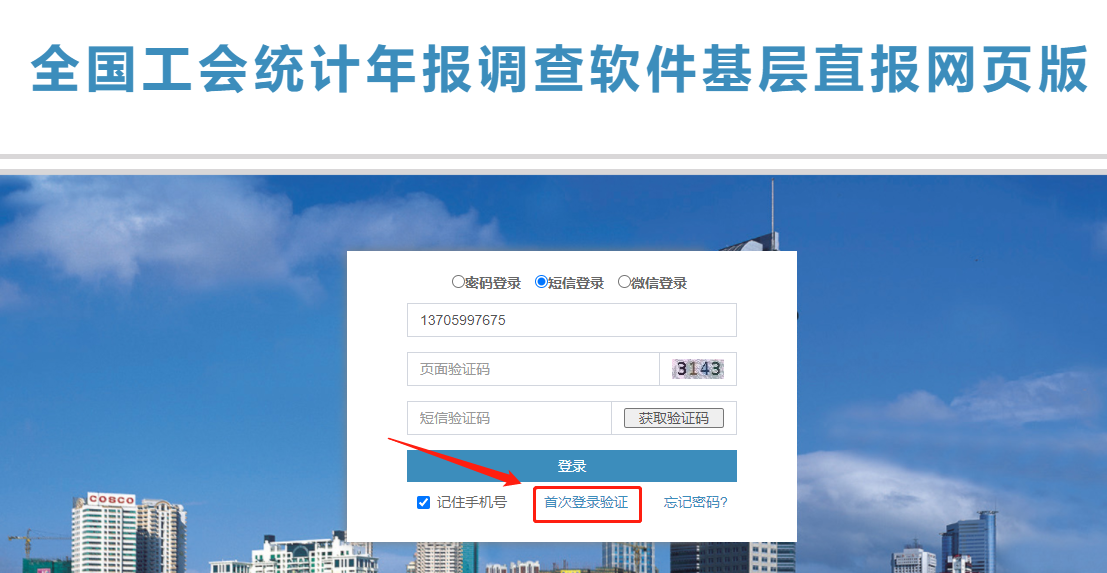 全国工会统计年报调查软件基层直报网页版
密码登录 短信登录 微信登录
13705997675
页面验证码 3143
短信验证码 获取验证码
登录
记住手机号 首次登录验证 忘记密码?
COSCO